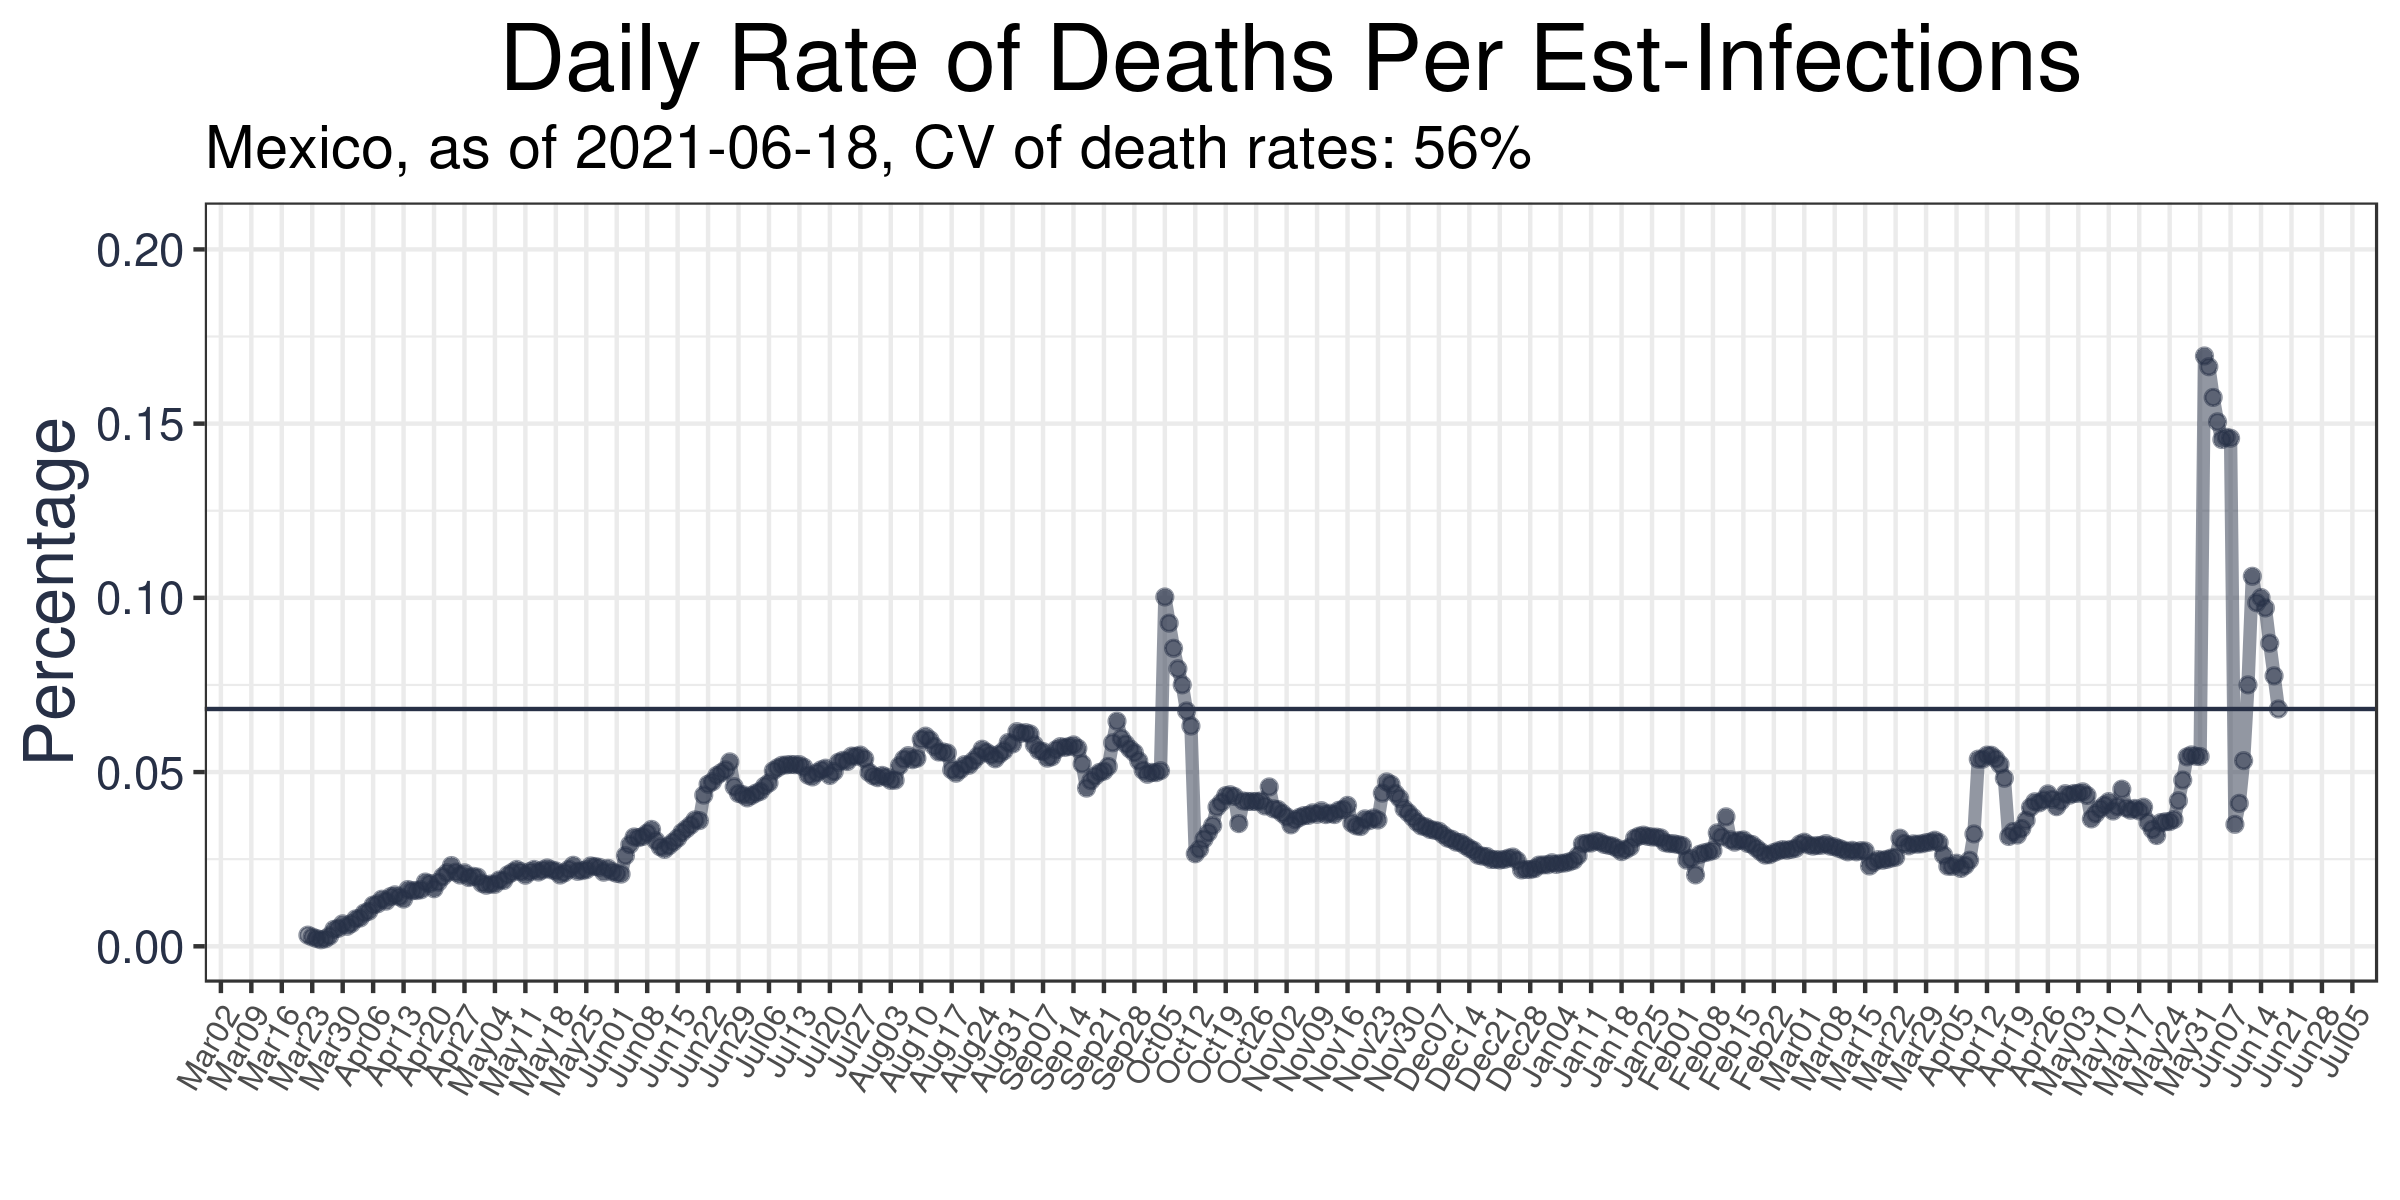 Daily Rate of Deaths Per Est-Infections
Mexico, as of 2021-06-18, CV of death rates: 56%
Percentage
0.20
0.15
0.10
0.05
0.00
Mar02
Mar09
Mar16
Mar23
Mar30
Apr06
Apr13
Apr20
Apr27
May04
May11
May18
May25
Jun01
Jun08
Jun15
Jun22
Jun29
Jul06
Jul13
Jul20
Jul27
Aug03
Aug10
Aug17
Aug24
Aug31
Sep07
Sep14
Sep21
Sep28
Oct05
Oct12
Oct19
Oct26
Nov02
Nov09
Nov16
Nov23
Nov30
Dec07
Dec14
Dec21
Dec28
Jan04
Jan11
Jan18
Jan25
Feb01
Feb08
Feb15
Feb22
Mar01
Mar08
Mar15
Mar22
Mar29
Apr05
Apr12
Apr19
Apr26
May03
May10
May17
May24
May31
Jun07
Jun14
Jun21
Jun28
Jul05